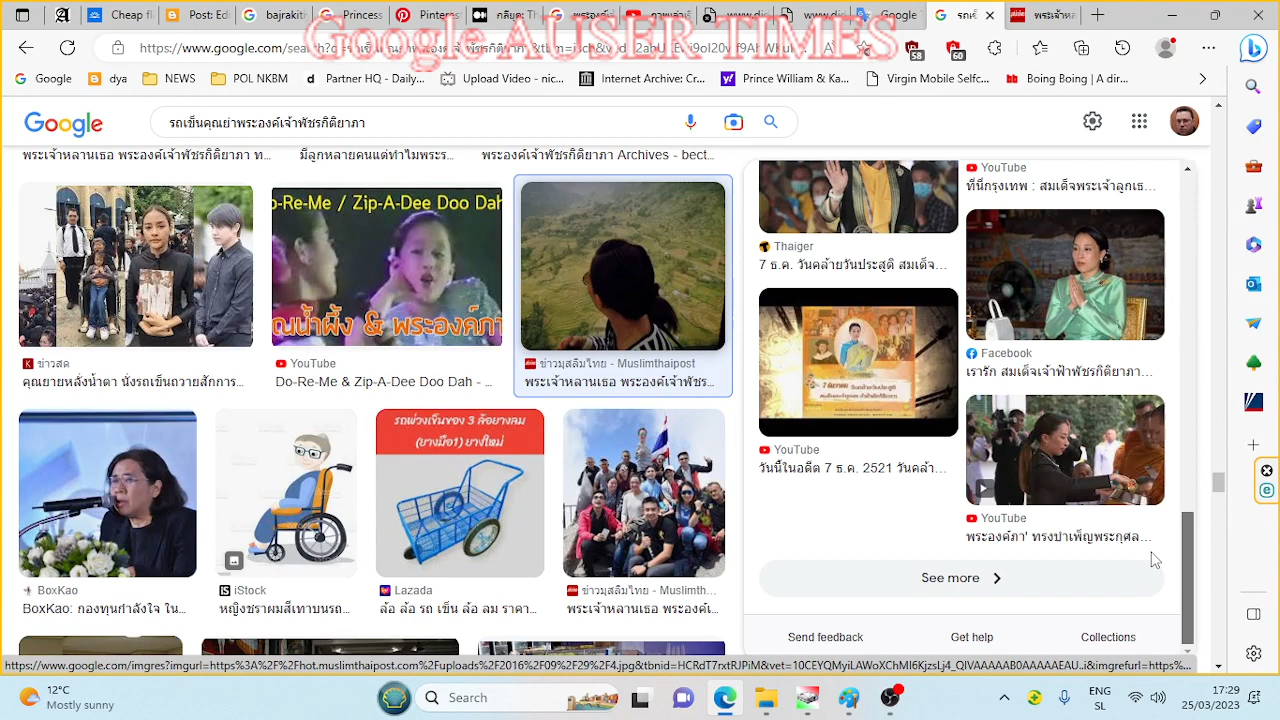 Google AUSER TIMES
Cheap f
Post Edi
bajrakit
Princess
Pinteres
Google
รถเข็
พระเจ้าห
58
60
Google
dya
NEWS
POL NKBM
Partner HQ - Daily...
Upload Video - nic...
Internet Archive: Cr...
Prince William & Ka...
Virgin Mobile Selfc...
Boing Boing | A dir...
Google
รถเข็นคุณย่าพระองค์เจ้าพัชรกิติยาภา
พระเจ้าหลานเธอ พระองค์เจ้าพัชรกิติยาภา ท...
มีลูกหลายคนแต่ทำไมพระร...
พระองค์เจ้าพัชรกิติยาภา Archives - bect...
o-Re-Me / Zip-A-Dee Doo Dah
ณน้ำผึ้ง & พระองค์ภา
ข่าวสด
คุณยายหลั่งน้ำตา นั่งรถเข็นถวายสักการ...
YouTube
Do-Re-Me & Zip-A-Dee Doo Dah - ...
ข่าวมุสลิมไทย - Muslimthaipost
พระเจ้าหลานเธอ พระองค์เจ้าพัชร...
รถพ่วงเข็นของ 3 ล้อยางลม
(ยางมือ1) ยางใหม่
BoxKao
BoxKao: กองทุนกำลังใจ ใน...
iStock
หญิงชราผมสีเทาบนรถ...
Lazada
ล้อ ล้อ รถ เข็น ล้อ ลม ราคา...
ข่าวมุสลิมไทย - Muslimth...
พระเจ้าหลานเธอ พระองค์เ...
YouTube
ที่นี่กรุงเทพ : สมเด็จพระเจ้าลูกเธ...
Thaiger
7 ธ.ค. วันคล้ายวันประสูติ สมเด็จ...
Facebook
เรารัก สมเด็จเจ้าฟ้าพัชรกิติยาภา...
YouTube
วันนี้ในอดีต 7 ธ.ค. 2521 วันคล้า...
YouTube
พระองค์ภา' ทรงบำเพ็ญพระกุศล...
See more
Send feedback
Get help
Collections
12°C
Mostly sunny
Search
ENG
SL
17:29
25/03/2023